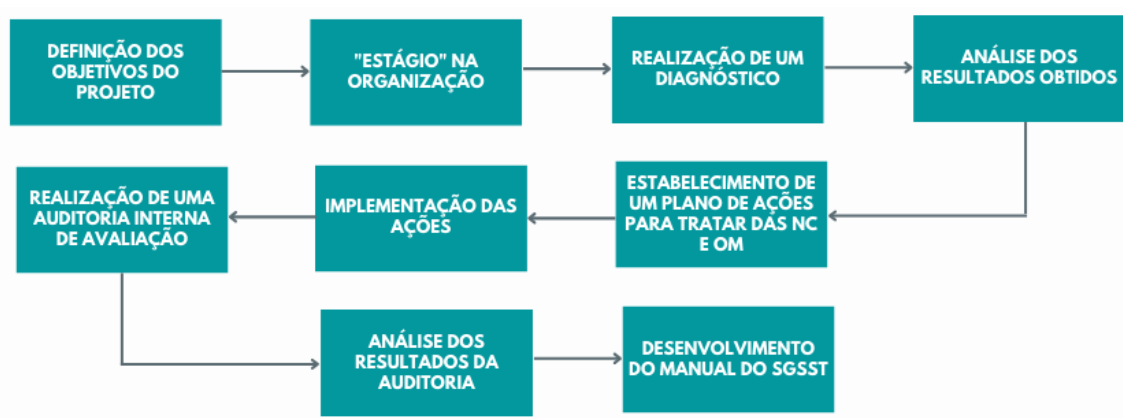 DEFINIÇÃO DOS
OBJETIVOS DO
PROJETO
"ESTÁGIO" NA
ORGANIZAÇÃO
REALIZAÇÃO DE UM
DIAGNÓSTICO
ANÁLISE DOS
RESULTADOS OBTIDOS
ESTABELECIMENTO DE
UM PLANO DE AÇÕES
PARA TRATAR DAS NC
E OM
IMPLEMENTAÇÃO DAS
AÇÕES
REALIZAÇÃO DE UMA
AUDITORIA INTERNA
DE AVALIAÇÃO
ANÁLISE DOS
RESULTADOS DA
AUDITORIA
DESENVOLVIMENTO
DO MANUAL DO SGSST